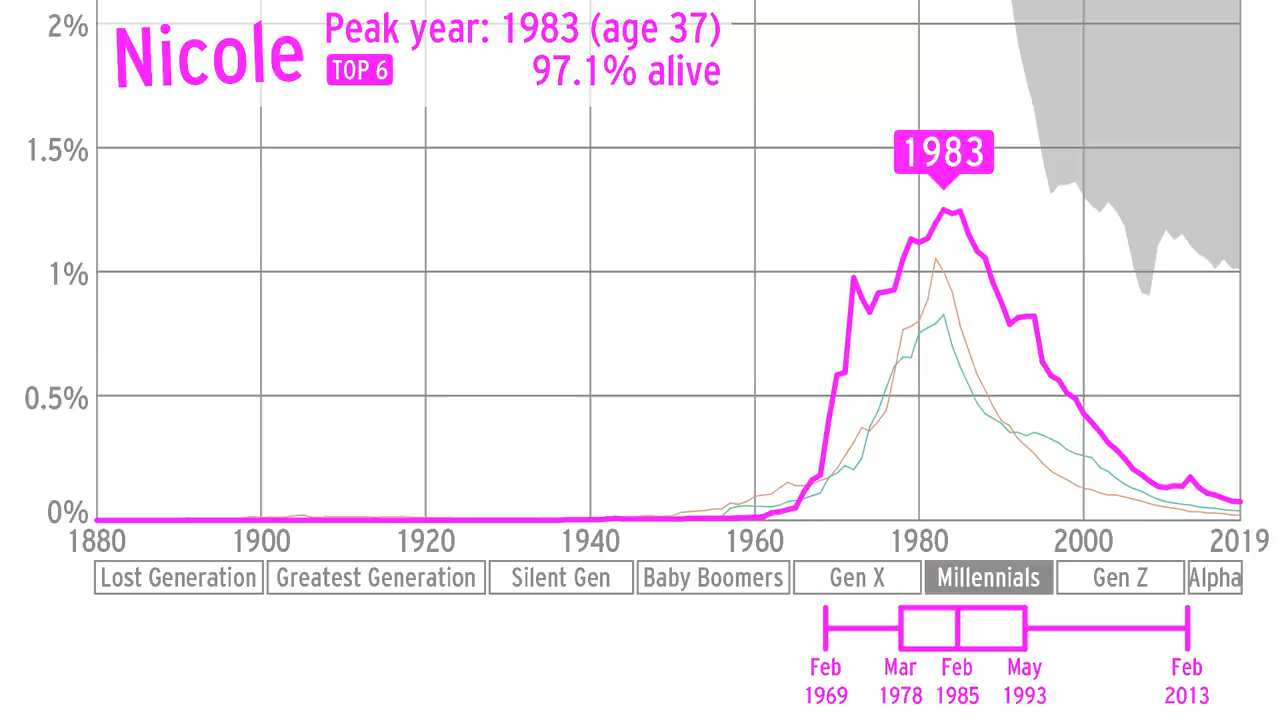 2%
Nicole
Peak year: 1983 (age 37)
TOP 6
97.1% alive
1.5%
1983
1%
0.5%
0%
1880 1900 1920 1940 1960 1980 2000 2019
Lost Generation Greatest Generation Silent Gen Baby Boomers Gen X Millennials Gen Z Alpha
Feb Mar Feb May Feb
1969 1978 1985 1993 2013